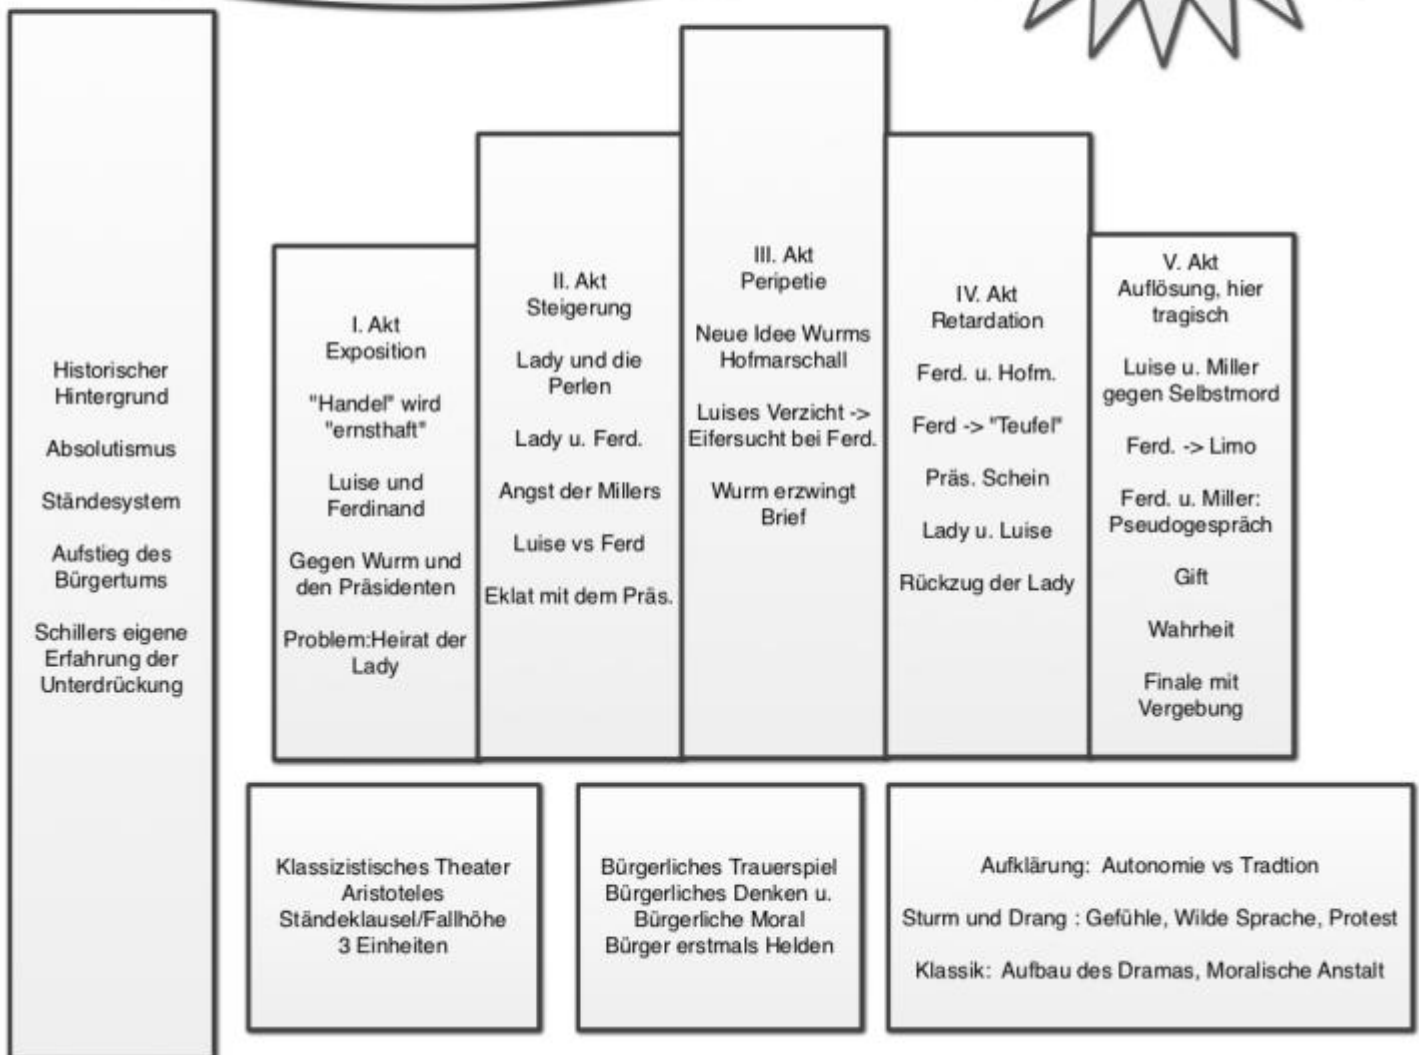 Historischer
Hintergrund
Absolutismus
Ständesystem
Aufstieg des
Bürgertums
Schillers eigene
Erfahrung der
Unterdrückung
I. Akt
Exposition
"Handel" wird
"ernsthaft"
Luise und
Ferdinand
Gegen Wurm und
den Präsidenten
Problem:Heirat der
Lady
II. Akt
Steigerung
Lady und die
Perlen
Lady u. Ferd.
Angst der Millers
Luise vs Ferd
Eklat mit dem Präs.
III. Akt
Peripetie
Neue Idee Wurms
Hofmarschall
Luises Verzicht ->
Eifersucht bei Ferd.
Wurm erzwingt
Brief
IV. Akt
Retardation
Ferd. u. Hofm.
Ferd -> "Teufel"
Präs. Schein
Lady u. Luise
Rückzug der Lady
V. Akt
Auflösung, hier
tragisch
Luise u. Miller
gegen Selbstmord
Ferd. -> Limo
Ferd. u. Miller:
Pseudogespräch
Gift
Wahrheit
Finale mit
Vergebung
Klassizistisches Theater
Aristoteles
Ständeklausel/Fallhöhe
3 Einheiten
Bürgerliches Trauerspiel
Bürgerliches Denken u.
Bürgerliche Moral
Bürger erstmals Helden
Aufklärung: Autonomie vs Tradtion
Sturm und Drang : Gefühle, Wilde Sprache, Protest
Klassik: Aufbau des Dramas, Moralische Anstalt